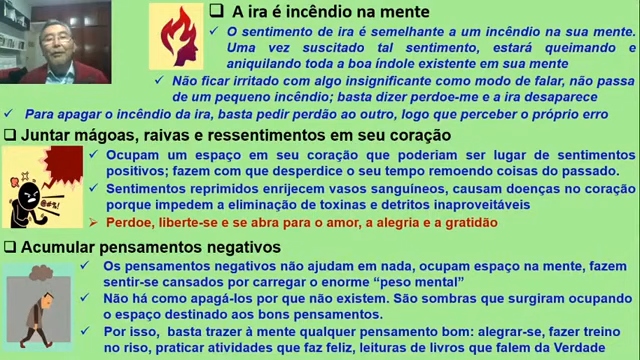 A ira é incêndio na mente
O sentimento de ira é semelhante a um incêndio na sua mente.
Uma vez suscitado tal sentimento, estará queimando e
aniquilando toda a boa índole existente em sua mente
Não ficar irritado com algo insignificante como modo de falar, não passa
de um pequeno incêndio; basta dizer perdoe-me e a ira desaparece
Para apagar o incêndio da ira, basta pedir perdão ao outro, logo que perceber o próprio erro
Juntar mágoas, raivas e ressentimentos em seu coração
Ocupam um espaço em seu coração que poderiam ser lugar de sentimentos
positivos; fazem com que desperdice o seu tempo remoendo coisas do passado.
Sentimentos reprimidos enrijecem vasos sanguíneos, causam doenças no coração
porque impedem a eliminação de toxinas e detritos inaproveitáveis
Perdoe, liberte-se e se abra para o amor, a alegria e a gratidão
@#!
Acumular pensamentos negativos
Os pensamentos negativos não ajudam em nada, ocupam espaço na mente, fazem
sentir-se cansados por carregar o enorme “peso mental”
Não há como apagá-los por que não existem. São sombras que surgiram ocupando
o espaço destinado aos bons pensamentos.
Por isso, basta trazer à mente qualquer pensamento bom: alegrar-se, fazer treino
no riso, praticar atividades que faz feliz, leituras de livros que falem da Verdade